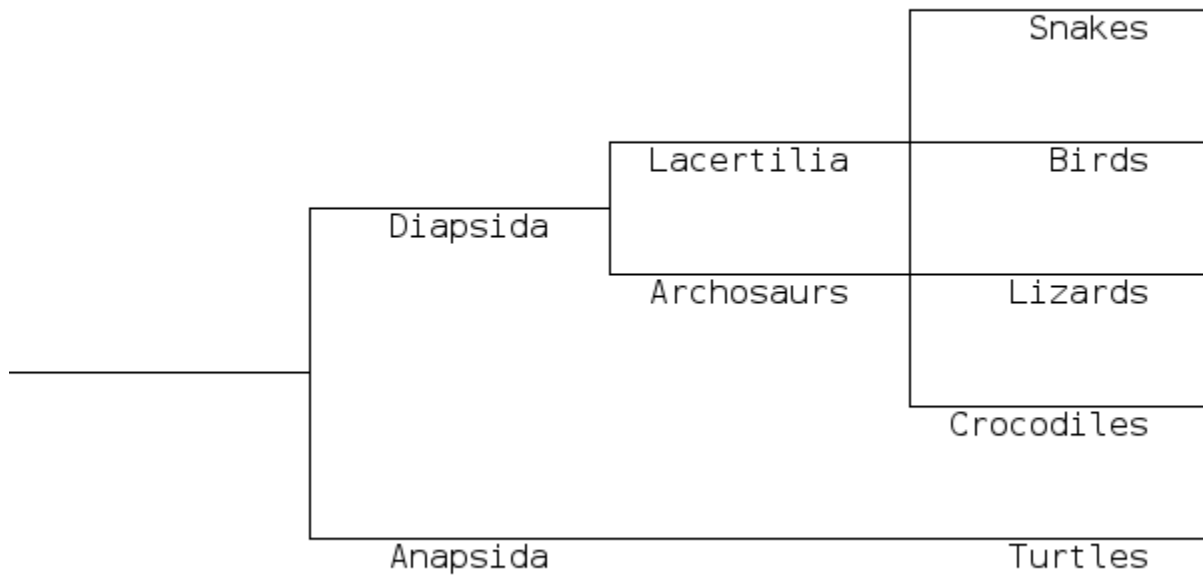 Snakes
Lacertilia Birds
Diapsida
Archosaurs Lizards
Crocodiles
Anapsida Turtles